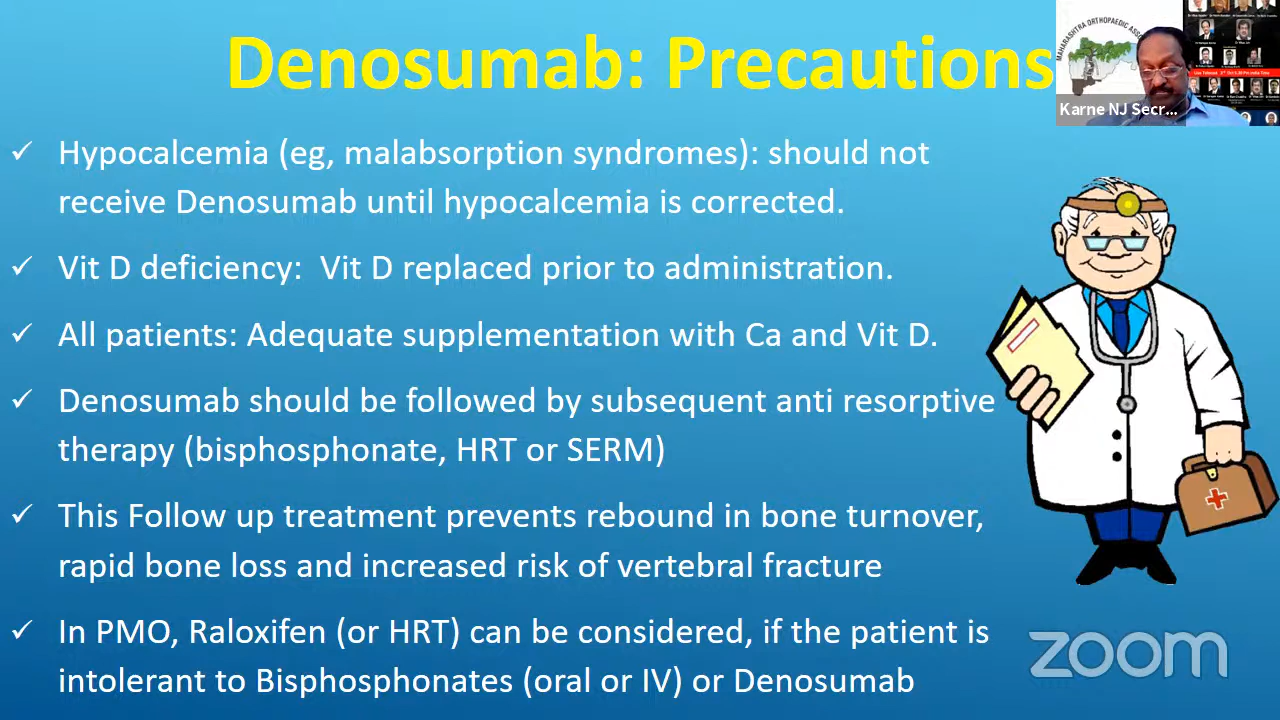 Denosumab: Precautions
MAHARASHTRA ORTHOPAEDIC
Karne NJ Secr...
✓ Hypocalcemia (eg, malabsorption syndromes): should not
receive Denosumab until hypocalcemia is corrected.
✓ Vit D deficiency: Vit D replaced prior to administration.
✓ All patients: Adequate supplementation with Ca and Vit D.
✓ Denosumab should be followed by subsequent anti resorptive
therapy (bisphosphonate, HRT or SERM)
✓ This Follow up treatment prevents rebound in bone turnover,
rapid bone loss and increased risk of vertebral fracture
✓ In PMO, Raloxifen (or HRT) can be considered, if the patient is
intolerant to Bisphosphonates (oral or IV) or Denosumab
zoom